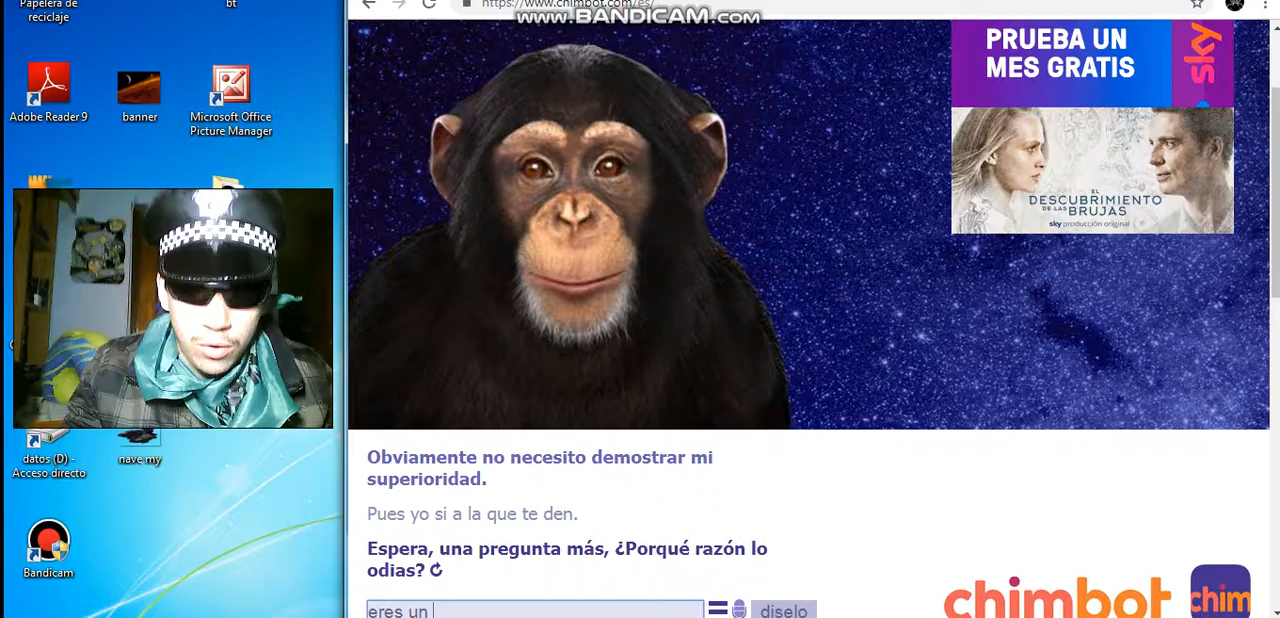 Papelera de
reciclaje
bt
Adobe Reader 9
banner
Microsoft Office
Picture Manager
datos (D) -
Acceso directo
nave my
Bandicam
https://www.chimbot.com/es/
www.BANDICAM.com
PRUEBA UN
MES GRATIS
sky
EL
DESCUBRIMIENTO
DE LAS BRUJAS
sky producción original
Obviamente no necesito demostrar mi
superioridad.
Pues yo si a la que te den.
Espera, una pregunta más, ¿Porqué razón lo
odias?
eres un
diselo
chimbot
chim